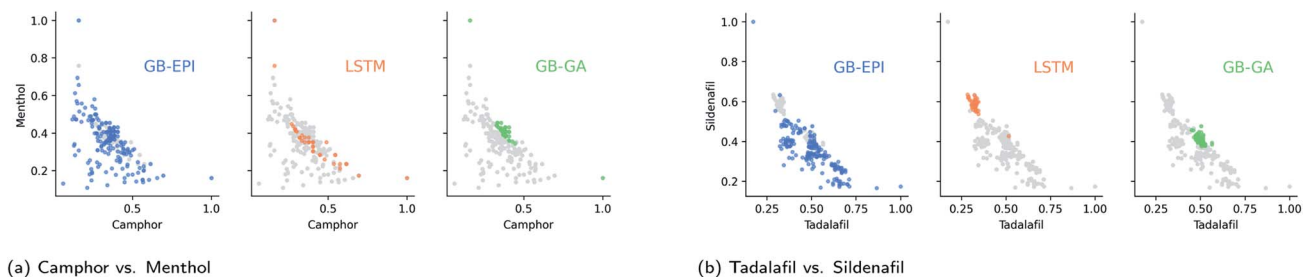 GB-EPI
LSTM
GB-GA
Menthol
1.0
0.8
0.6
0.4
0.2
0.5
1.0
0.5
1.0
0.5
1.0
Camphor
Camphor
Camphor
(a) Camphor vs. Menthol
GB-EPI
LSTM
GB-GA
Sildenafil
1.0
0.8
0.6
0.4
0.2
0.25 0.50 0.75 1.00
0.25 0.50 0.75 1.00
0.25 0.50 0.75 1.00
Tadalafil
Tadalafil
Tadalafil
(b) Tadalafil vs. Sildenafil